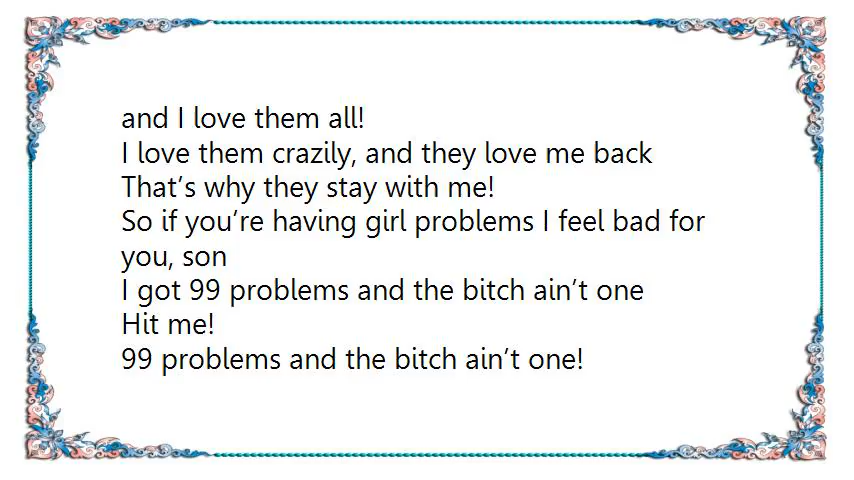 and I love them all!
I love them crazily, and they love me back
That’s why they stay with me!
So if you’re having girl problems I feel bad for
you, son
I got 99 problems and the bitch ain’t one
Hit me!
99 problems and the bitch ain’t one!